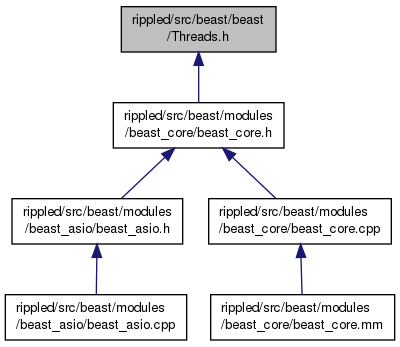 rippled/src/beast/beast
/Threads.h
rippled/src/beast/modules
/beast_core/beast_core.h
rippled/src/beast/modules
/beast_asio/beast_asio.h
rippled/src/beast/modules
/beast_core/beast_core.cpp
rippled/src/beast/modules
/beast_asio/beast_asio.cpp
rippled/src/beast/modules
/beast_core/beast_core.mm